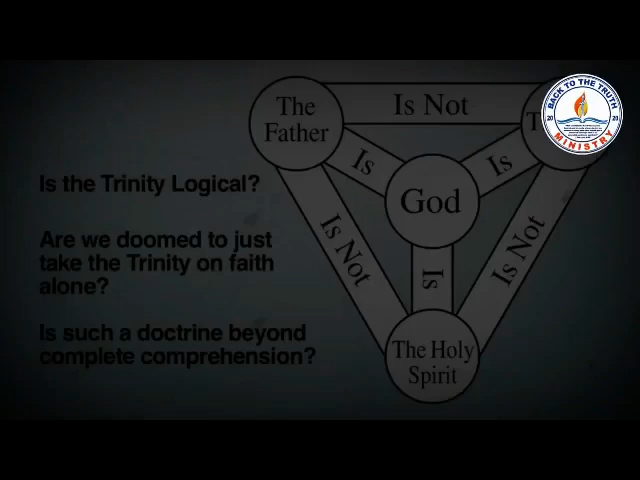 BACK TO THE TRUTH
20 20
MINISTRY
The
Father
Is Not
T
Is
Is
God
Is the Trinity Logical?
Are we doomed to just
take the Trinity on faith
alone?
Is Not
Is
Is Not
Is such a doctrine beyond
complete comprehension?
The Holy
Spirit